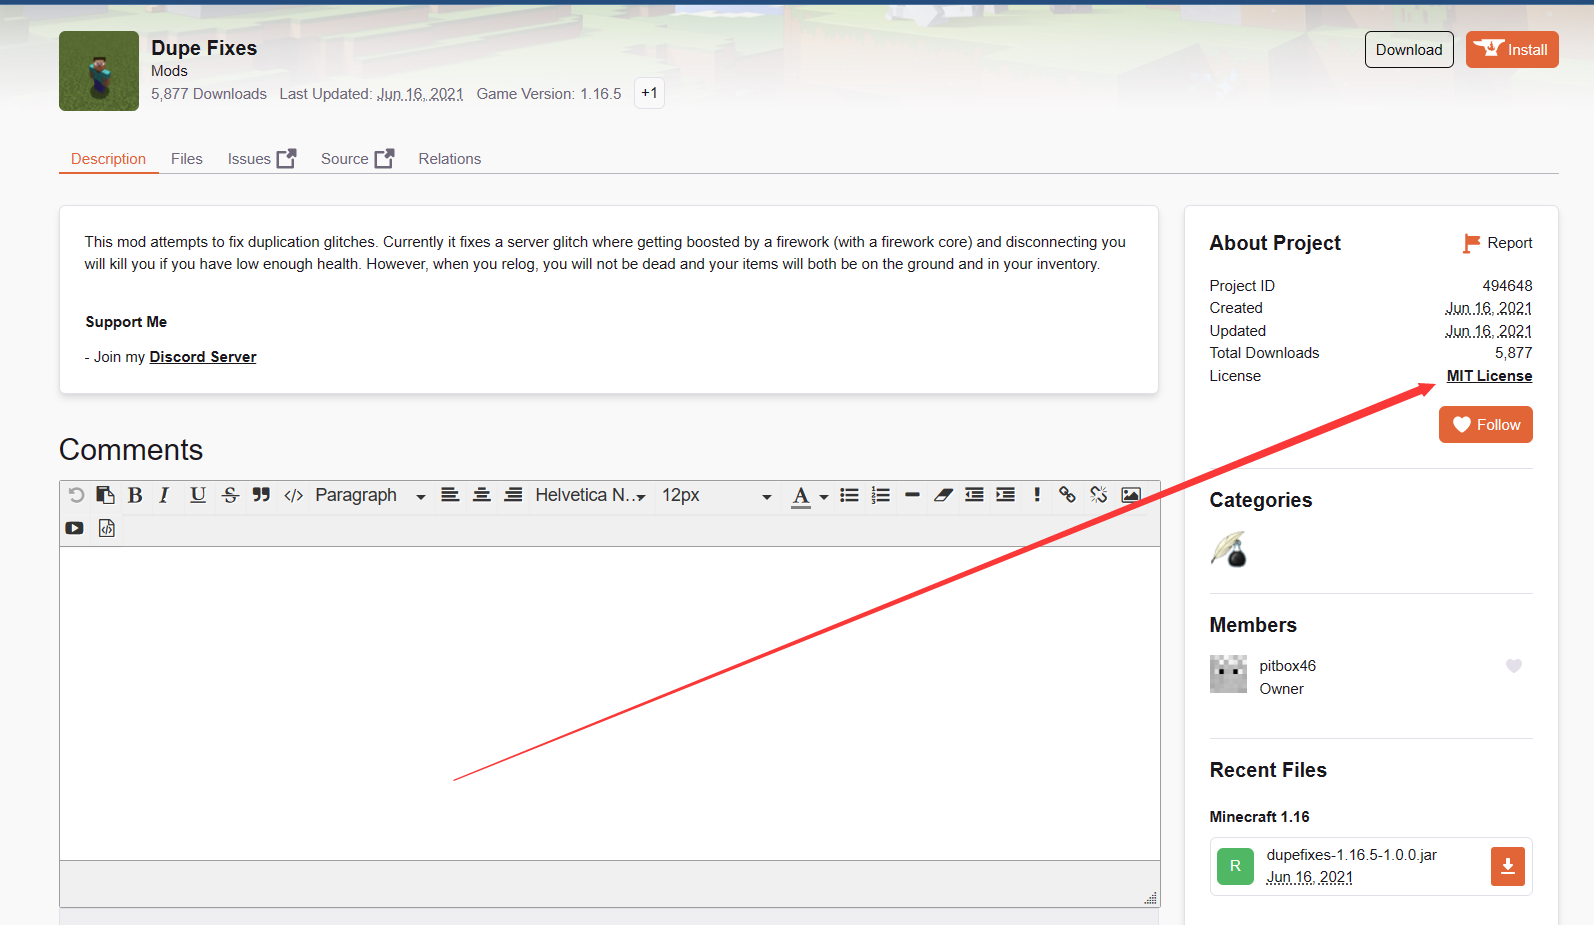 Dupe Fixes
Mods
5,877 Downloads Last Updated: Jun 16, 2021 Game Version: 1.16.5 +1
Download
Install
Description Files Issues Source Relations
This mod attempts to fix duplication glitches. Currently it fixes a server glitch where getting boosted by a firework (with a firework core) and disconnecting you
will kill you if you have low enough health. However, when you relog, you will not be dead and your items will both be on the ground and in your inventory.
Support Me
- Join my Discord Server
Comments
B I U S Paragraph Helvetica N... 12px A
About Project
Report
Project ID 494648
Created Jun 16, 2021
Updated Jun 16, 2021
Total Downloads 5,877
License MIT License
Follow
Categories
Members
pitbox46
Owner
Recent Files
Minecraft 1.16
R
dupefixes-1.16.5-1.0.0.jar
Jun 16, 2021